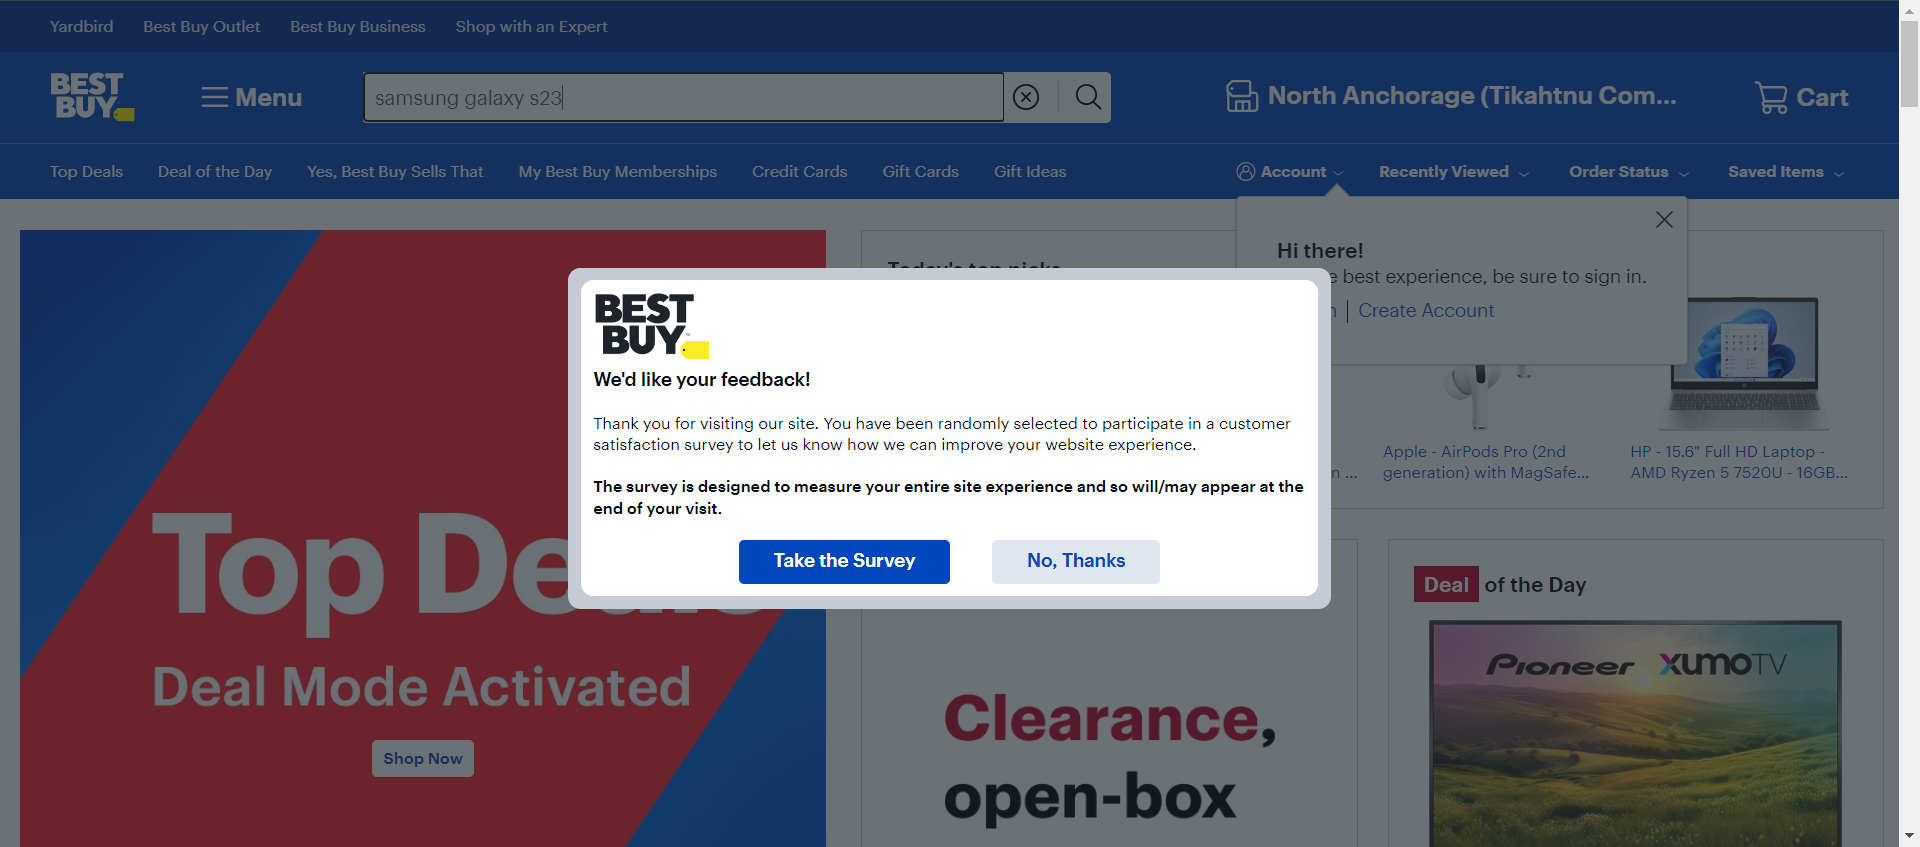 Yardbird
Best Buy Outlet
Best Buy Business
Shop with an Expert
BEST
BUY
Menu
samsung galaxy s23
North Anchorage (Tikahtnu Com...
Cart
Top Deals
Deal of the Day
Yes, Best Buy Sells That
My Best Buy Memberships
Credit Cards
Gift Cards
Gift Ideas
Account
Recently Viewed
Order Status
Saved Items
Hi there!
best experience, be sure to sign in.
Create Account
Today's top picks
BEST
BUY™
We'd like your feedback!
Thank you for visiting our site. You have been randomly selected to participate in a customer
satisfaction survey to let us know how we can improve your website experience.
The survey is designed to measure your entire site experience and so will/may appear at the
end of your visit.
Take the Survey
No, Thanks
Apple - AirPods Pro (2nd
generation) with MagSafe...
HP - 15.6" Full HD Laptop -
AMD Ryzen 5 7520U - 16GB...
Top Deals
Deal Mode Activated
Shop Now
Clearance,
open-box
Deal of the Day
Pioneer XUMO TV